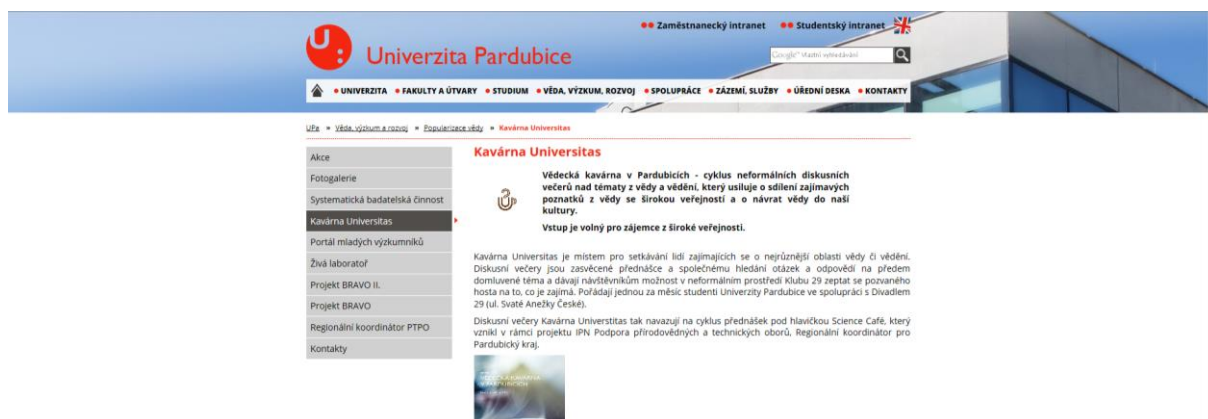 Zaměstnanecký intranet Studentský intranet
Univerzita Pardubice
Google™ Vlastní vyhledávání
UNIVERZITA FAKULTY A ÚTVARY STUDIUM VĚDA, VÝZKUM, ROZVOJ SPOLUPRÁCE ZÁZEMÍ, SLUŽBY ÚŘEDNÍ DESKA KONTAKTY
UPa » Věda, výzkum a rozvoj » Popularizace vědy » Kavárna Universitas
Akce
Fotogalerie
Systematická badatelská činnost
Kavárna Universitas
Portál mladých výzkumníků
Živá laboratoř
Projekt BRAVO II.
Projekt BRAVO
Regionální koordinátor PTPO
Kontakty
Kavárna Universitas
Vědecká kavárna v Pardubicích - cyklus neformálních diskusních
večerů nad tématy z vědy a vědění, který usiluje o sdílení zajímavých
poznatků z vědy se širokou veřejností a o návrat vědy do naší
kultury.
Vstup je volný pro zájemce z široké veřejnosti.
Kavárna Universitas je místem pro setkávání lidí zajímajících se o nejrůznější oblasti vědy či vědění.
Diskusní večery jsou zasvěcené přednášce a společnému hledání otázek a odpovědí na předem
domluvené téma a dávají návštěvníkům možnost v neformálním prostředí Klubu 29 zeptat se pozvaného
hosta na to, co je zajímá. Pořádají jednou za měsíc studenti Univerzity Pardubice ve spolupráci s Divadlem
29 (ul. Svaté Anežky České).
Diskusní večery Kavárna Universtitas tak navazují na cyklus přednášek pod hlavičkou Science Café, který
vznikl v rámci projektu IPN Podpora přírodovědných a technických oborů, Regionální koordinátor pro
Pardubický kraj.
VĚDECKÁ KAVÁRNA
V PARDUBICÍCH